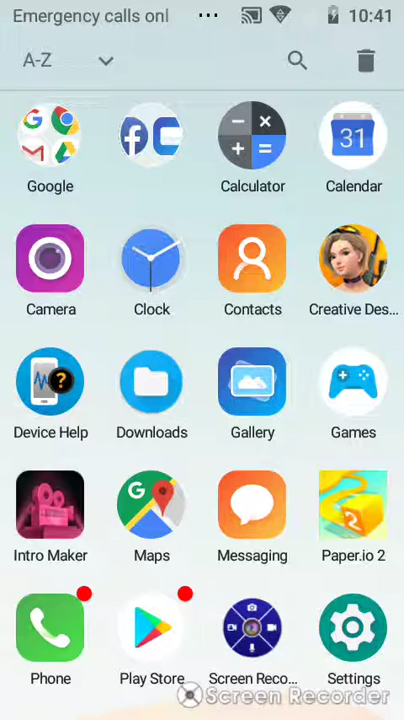 Emergency calls onl ... 10:41
A-Z
31
Google
Calculator
Calendar
Camera
Clock
Contacts
Creative Des...
?
Device Help
Downloads
Gallery
Games
G
2
Intro Maker
Maps
Messaging
Paper.io 2
Phone
Play Store
Screen Reco...
Settings
Screen Recorder